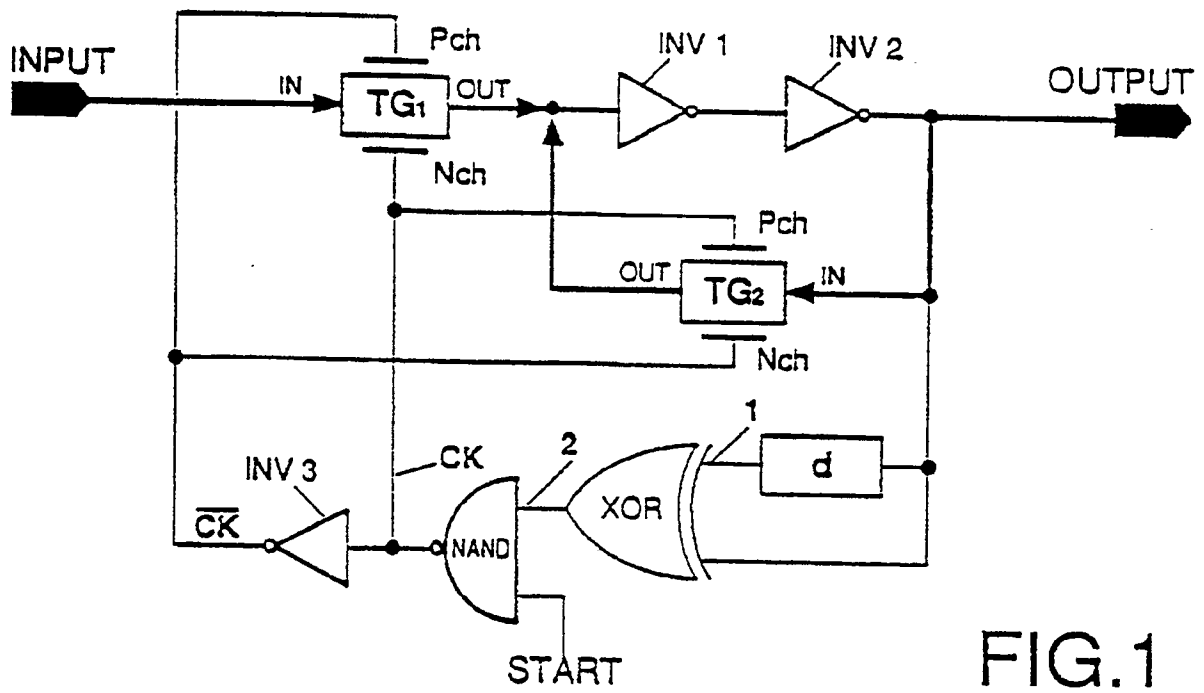 INPUT
IN
Pch
TG1
OUT
Nch
INV 1
INV 2
OUTPUT
Pch
OUT
TG2
IN
Nch
INV 3
CK
CK
NAND
2
XOR
1
d
START
FIG.1